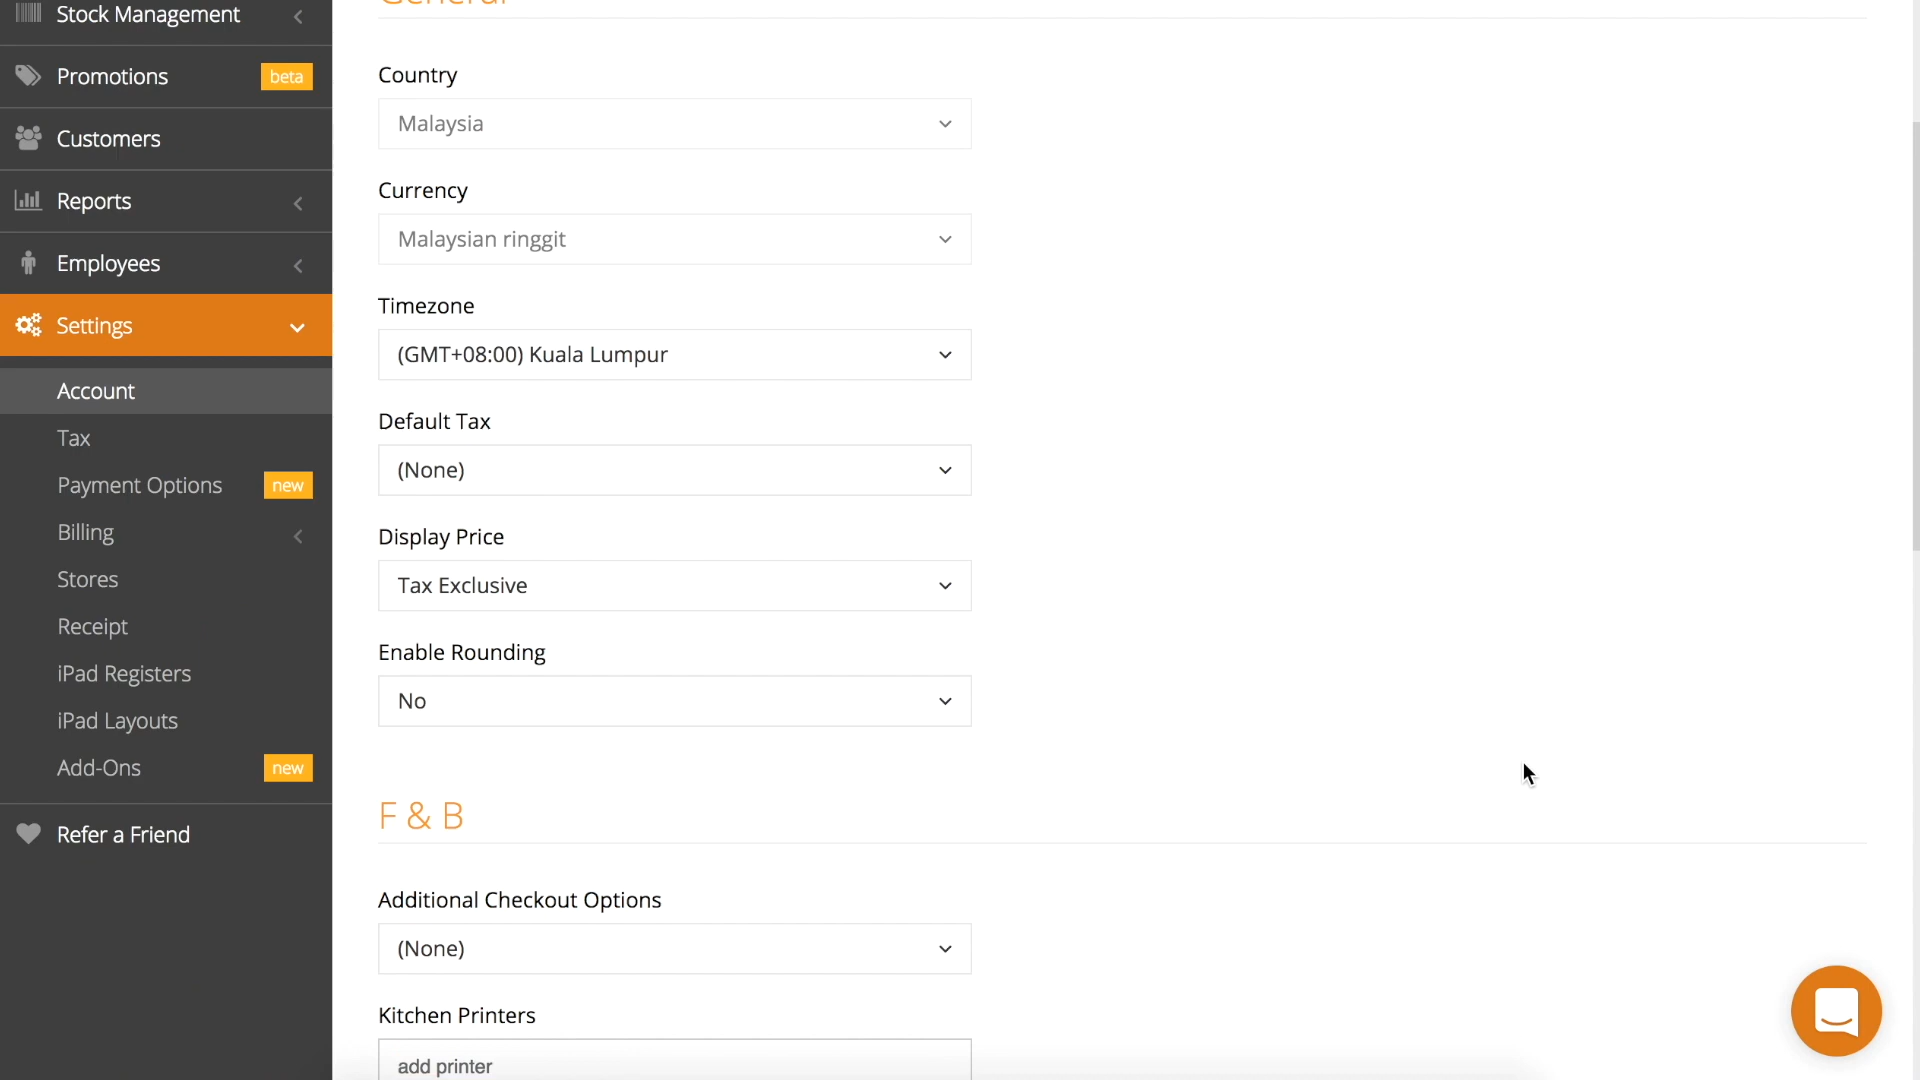 Stock Management
Promotions beta
Customers
Reports
Employees
Settings
Account
Tax
Payment Options new
Billing
Stores
Receipt
iPad Registers
iPad Layouts
Add-Ons new
Refer a Friend
General
Country
Malaysia
Currency
Malaysian ringgit
Timezone
(GMT+08:00) Kuala Lumpur
Default Tax
(None)
Display Price
Tax Exclusive
Enable Rounding
No
F & B
Additional Checkout Options
(None)
Kitchen Printers
add printer